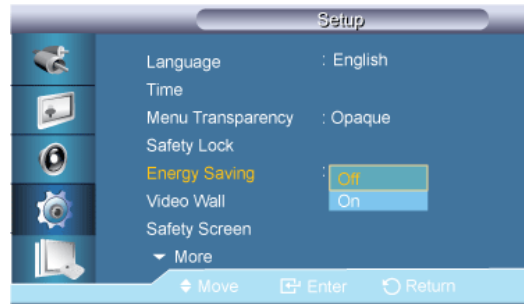 Setup
Language : English
Time
Menu Transparency : Opaque
Safety Lock
Energy Saving : Off
Video Wall On
Safety Screen
More
Move Enter Return